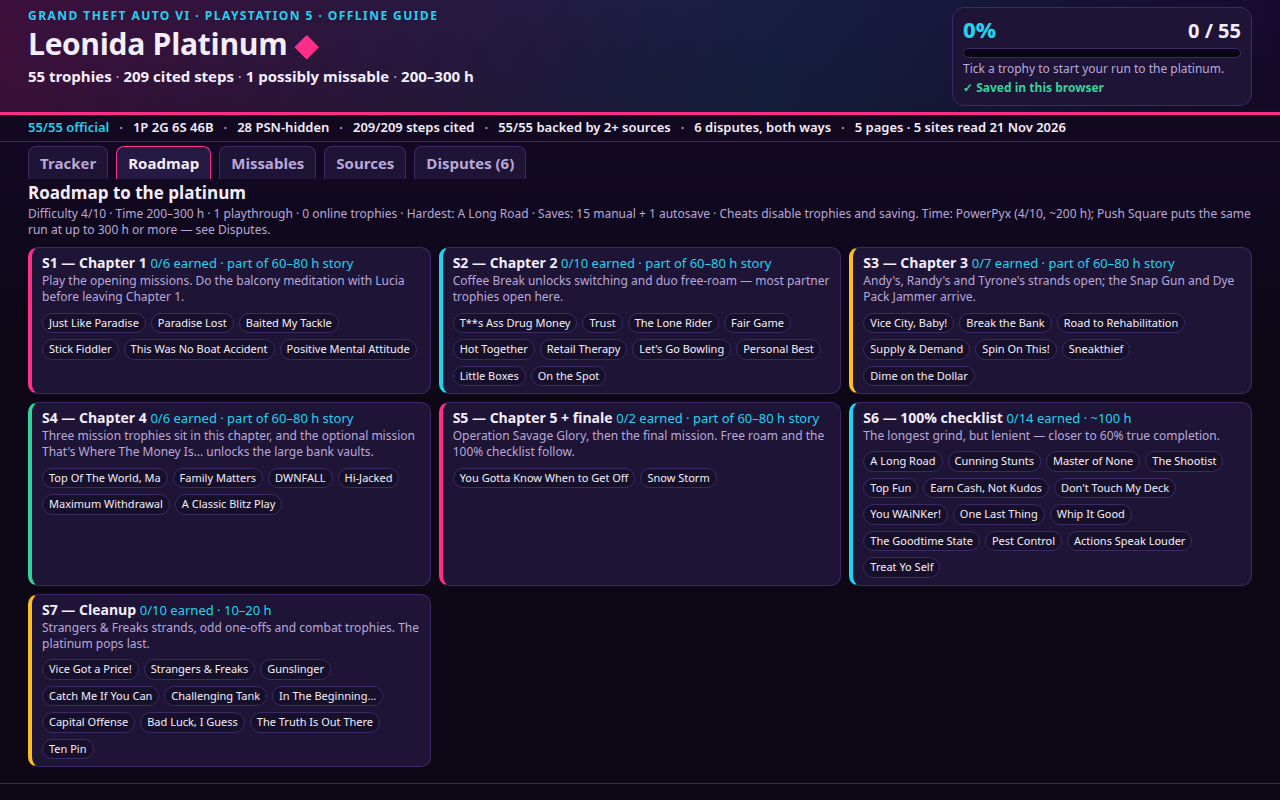 GRAND THEFT AUTO VI · PLAYSTATION 5 · OFFLINE GUIDE
Leonida Platinum
55 trophies · 209 cited steps · 1 possibly missable · 200–300 h
0% 0 / 55
Tick a trophy to start your run to the platinum.
✓ Saved in this browser
55/55 official · 1P 2G 6S 46B · 28 PSN-hidden · 209/209 steps cited · 55/55 backed by 2+ sources · 6 disputes, both ways · 5 pages · 5 sites read 21 Nov 2026
Tracker Roadmap Missables Sources Disputes (6)
Roadmap to the platinum
Difficulty 4/10 · Time 200–300 h · 1 playthrough · 0 online trophies · Hardest: A Long Road · Saves: 15 manual + 1 autosave · Cheats disable trophies and saving. Time: PowerPyx (4/10, ~200 h); Push Square puts the same
run at up to 300 h or more — see Disputes.
S1 — Chapter 1 0/6 earned · part of 60–80 h story
Play the opening missions. Do the balcony meditation with Lucia
before leaving Chapter 1.
Just Like Paradise Paradise Lost Baited My Tackle
Stick Fiddler This Was No Boat Accident Positive Mental Attitude
S2 — Chapter 2 0/10 earned · part of 60–80 h story
Coffee Break unlocks switching and duo free-roam — most partner
trophies open here.
T**s Ass Drug Money Trust The Lone Rider Fair Game
Hot Together Retail Therapy Let's Go Bowling Personal Best
Little Boxes On the Spot
S3 — Chapter 3 0/7 earned · part of 60–80 h story
Andy's, Randy's and Tyrone's strands open; the Snap Gun and Dye
Pack Jammer arrive.
Vice City, Baby! Break the Bank Road to Rehabilitation
Supply & Demand Spin On This! Sneakthief
Dime on the Dollar
S4 — Chapter 4 0/6 earned · part of 60–80 h story
Three mission trophies sit in this chapter, and the optional mission
That's Where The Money Is... unlocks the large bank vaults.
Top Of The World, Ma Family Matters DWNFALL Hi-Jacked
Maximum Withdrawal A Classic Blitz Play
S5 — Chapter 5 + finale 0/2 earned · part of 60–80 h story
Operation Savage Glory, then the final mission. Free roam and the
100% checklist follow.
You Gotta Know When to Get Off Snow Storm
S6 — 100% checklist 0/14 earned · ~100 h
The longest grind, but lenient — closer to 60% true completion.
A Long Road Cunning Stunts Master of None The Shootist
Top Fun Earn Cash, Not Kudos Don't Touch My Deck
You WAiNKer! One Last Thing Whip It Good
The Goodtime State Pest Control Actions Speak Louder
Treat Yo Self
S7 — Cleanup 0/10 earned · 10–20 h
Strangers & Freaks strands, odd one-offs and combat trophies. The
platinum pops last.
Vice Got a Price! Strangers & Freaks Gunslinger
Catch Me If You Can Challenging Tank In The Beginning...
Capital Offense Bad Luck, I Guess The Truth Is Out There
Ten Pin